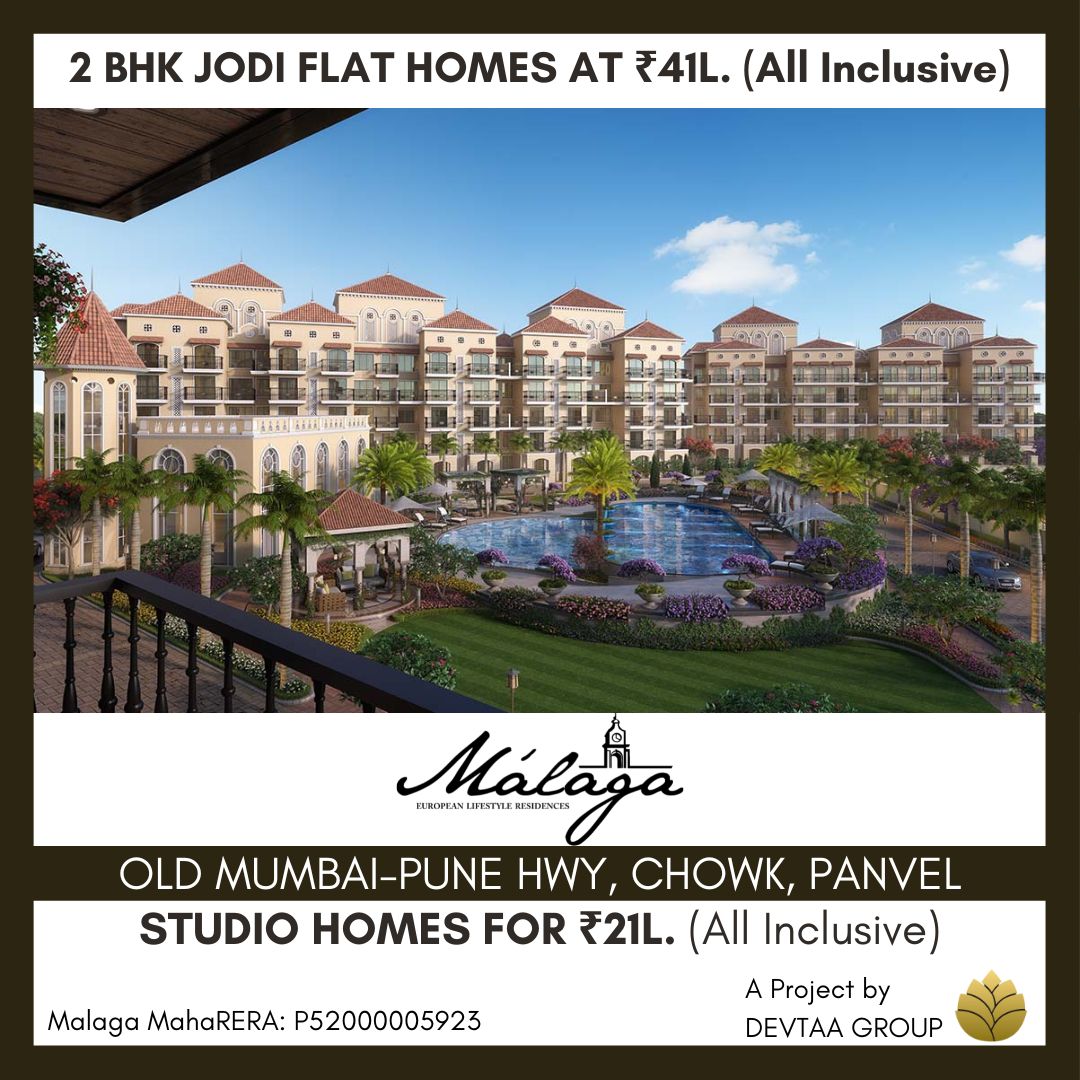 2 BHK JODI FLAT HOMES AT ₹41L. (All Inclusive)
Málaga
EUROPEAN LIFESTYLE RESIDENCES
OLD MUMBAI-PUNE HWY, CHOWK, PANVEL
STUDIO HOMES FOR ₹21L. (All Inclusive)
A Project by
DEVTAA GROUP
Malaga MahaRERA: P52000005923